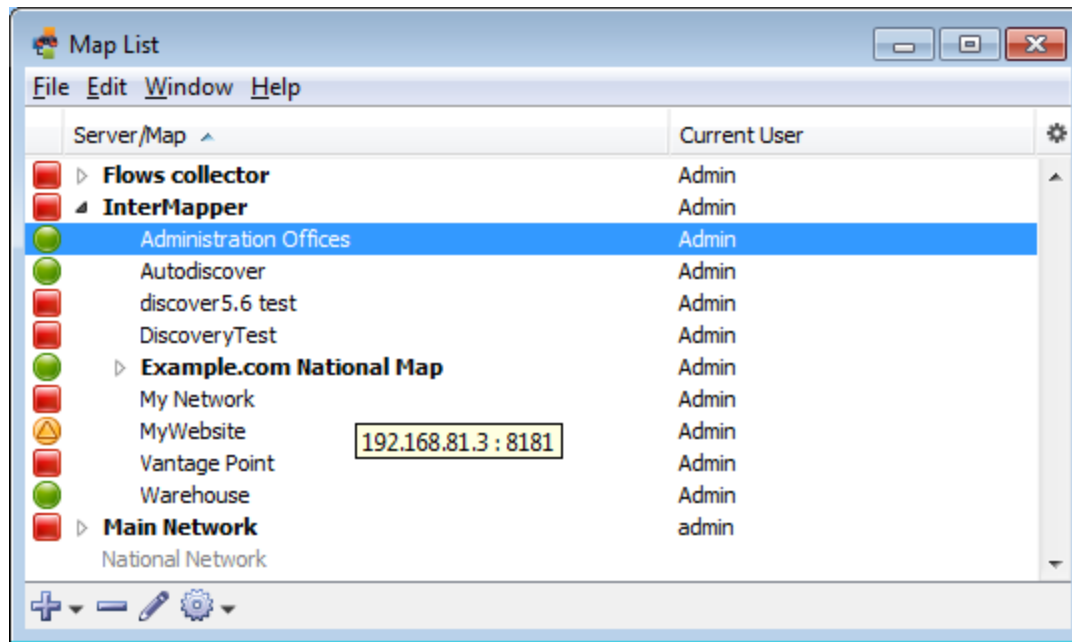 Map List
File Edit Window Help
Server/Map Current User
Flows collector Admin
InterMapper Admin
Administration Offices Admin
Autodiscover Admin
discover5.6 test Admin
DiscoveryTest Admin
Example.com National Map Admin
My Network Admin
MyWebsite Admin
192.168.81.3 : 8181
Vantage Point Admin
Warehouse Admin
Main Network admin
National Network